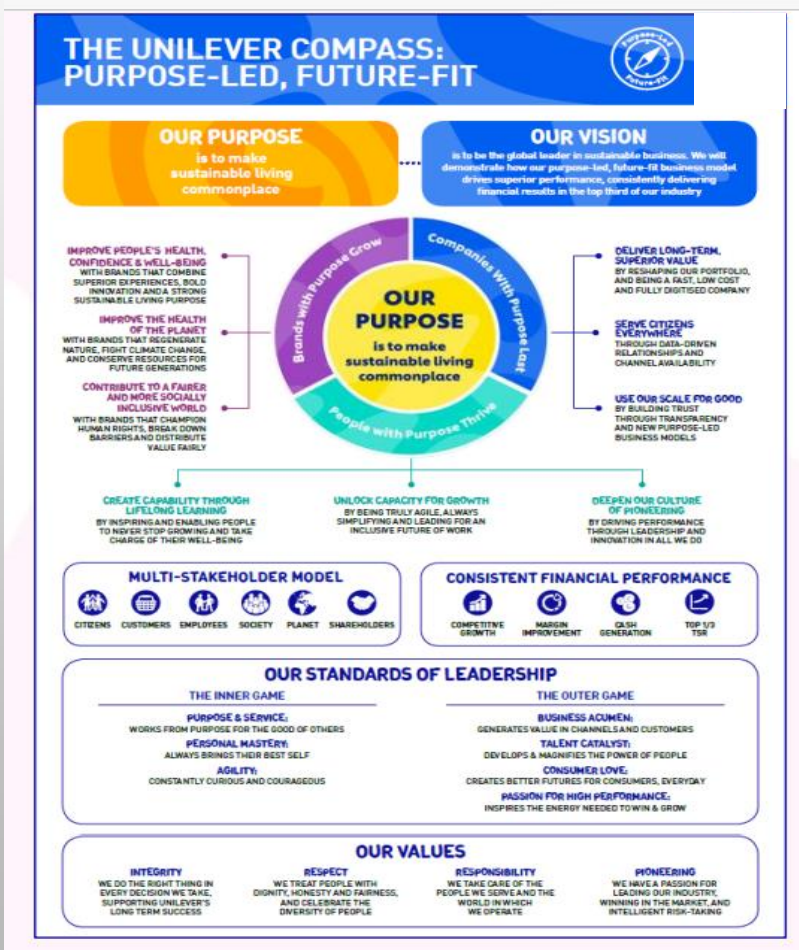 THE UNILEVER COMPASS:
PURPOSE-LED, FUTURE-FIT
Purpose-Led
Future-Fit
OUR PURPOSE
is to make
sustainable living
commonplace
OUR VISION
is to be the global leader in sustainable business. We will
demonstrate how our purpose-led, future-fit business model
drives superior performance, consistently delivering
financial results in the top third of our industry
IMPROVE PEOPLE'S HEALTH,
CONFIDENCE & WELL-BEING
WITH BRANDS THAT COMBINE
SUPERIOR EXPERIENCES, BOLD
INNOVATION AND A STRONG
SUSTAINABLE LIVING PURPOSE
IMPROVE THE HEALTH
OF THE PLANET
WITH BRANDS THAT REGENERATE
NATURE, FIGHT CLIMATE CHANGE,
AND CONSERVE RESOURCES FOR
FUTURE GENERATIONS
CONTRIBUTE TO A FAIRER
AND MORE SOCIALLY
INCLUSIVE WORLD
WITH BRANDS THAT CHAMPION
HUMAN RIGHTS, BREAK DOWN
BARRIERS AND DISTRIBUTE
VALUE FAIRLY
Brands with Purpose Grow
Companies With Purpose Last
People with Purpose Thrive
OUR
PURPOSE
is to make
sustainable living
commonplace
DELIVER LONG-TERM,
SUPERIOR VALUE
BY RESHAPING OUR PORTFOLIO,
AND BEING A FAST, LOW COST
AND FULLY DIGITISED COMPANY
SERVE CITIZENS
EVERYWHERE
THROUGH DATA-DRIVEN
RELATIONSHIPS AND
CHANNEL AVAILABILITY
USE OUR SCALE FOR GOOD
BY BUILDING TRUST
THROUGH TRANSPARENCY
AND NEW PURPOSE-LED
BUSINESS MODELS
CREATE CAPABILITY THROUGH
LIFELONG LEARNING
BY INSPIRING AND ENABLING PEOPLE
TO NEVER STOP GROWING AND TAKE
CHARGE OF THEIR WELL-BEING
UNLOCK CAPACITY FOR GROWTH
BY BEING TRULY AGILE, ALWAYS
SIMPLIFYING AND LEADING FOR AN
INCLUSIVE FUTURE OF WORK
DEEPEN OUR CULTURE
OF PIONEERING
BY DRIVING PERFORMANCE
THROUGH LEADERSHIP AND
INNOVATION IN ALL WE DO
MULTI-STAKEHOLDER MODEL
CITIZENS CUSTOMERS EMPLOYEES SOCIETY PLANET SHAREHOLDERS
CONSISTENT FINANCIAL PERFORMANCE
COMPETITIVE
GROWTH
MARGIN
IMPROVEMENT
CASH
GENERATION
TOP 1/3
TSR
OUR STANDARDS OF LEADERSHIP
THE INNER GAME
PURPOSE & SERVICE:
WORKS FROM PURPOSE FOR THE GOOD OF OTHERS
PERSONAL MASTERY:
ALWAYS BRINGS THEIR BEST SELF
AGILITY:
CONSTANTLY CURIOUS AND COURAGEOUS
THE OUTER GAME
BUSINESS ACUMEN:
GENERATES VALUE IN CHANNELS AND CUSTOMERS
TALENT CATALYST:
DEVELOPS & MAGNIFIES THE POWER OF PEOPLE
CONSUMER LOVE:
CREATES BETTER FUTURES FOR CONSUMERS, EVERYDAY
PASSION FOR HIGH PERFORMANCE:
INSPIRES THE ENERGY NEEDED TO WIN & GROW
OUR VALUES
INTEGRITY
WE DO THE RIGHT THING IN
EVERY DECISION WE TAKE,
SUPPORTING UNILEVER'S
LONG TERM SUCCESS
RESPECT
WE TREAT PEOPLE WITH
DIGNITY, HONESTY AND FAIRNESS,
AND CELEBRATE THE
DIVERSITY OF PEOPLE
RESPONSIBILITY
WE TAKE CARE OF THE
PEOPLE WE SERVE AND THE
WORLD IN WHICH
WE OPERATE
PIONEERING
WE HAVE A PASSION FOR
LEADING OUR INDUSTRY,
WINNING IN THE MARKET, AND
INTELLIGENT RISK-TAKING